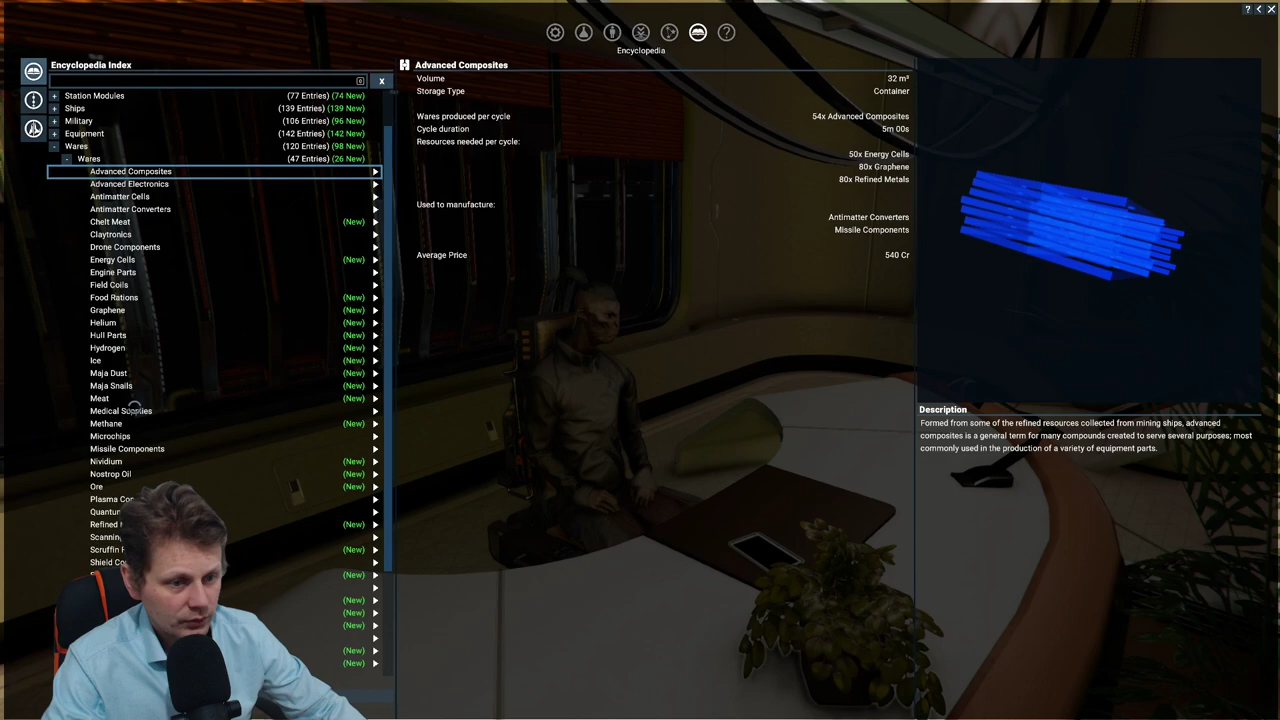 Encyclopedia
Encyclopedia Index
X
+ Station Modules (77 Entries) (74 New)
+ Ships (139 Entries) (139 New)
+ Military (106 Entries) (96 New)
+ Equipment (142 Entries) (142 New)
- Wares (120 Entries) (98 New)
- Wares (47 Entries) (26 New)
Advanced Composites
Advanced Electronics
Antimatter Cells
Antimatter Converters
Chelt Meat (New)
Claytronics
Drone Components
Energy Cells (New)
Engine Parts
Field Coils
Food Rations (New)
Graphene (New)
Helium (New)
Hull Parts (New)
Hydrogen (New)
Ice (New)
Maja Dust (New)
Maja Snails (New)
Meat (New)
Medical Supplies
Methane (New)
Microchips
Missile Components
Nividium (New)
Nostrop Oil (New)
Ore (New)
Plasma
Refined (New)
Scruffin (New)
Shield
(New)
(New)
(New)
(New)
(New)
(New)
Advanced Composites
Volume 32 m³
Storage Type Container
Wares produced per cycle 54x Advanced Composites
Cycle duration 5m 00s
Resources needed per cycle:
50x Energy Cells
80x Graphene
80x Refined Metals
Used to manufacture:
Antimatter Converters
Missile Components
Average Price 540 Cr
Description
Formed from some of the refined resources collected from mining ships, advanced
composites is a general term for many compounds created to serve several purposes; most
commonly used in the production of a variety of equipment parts.